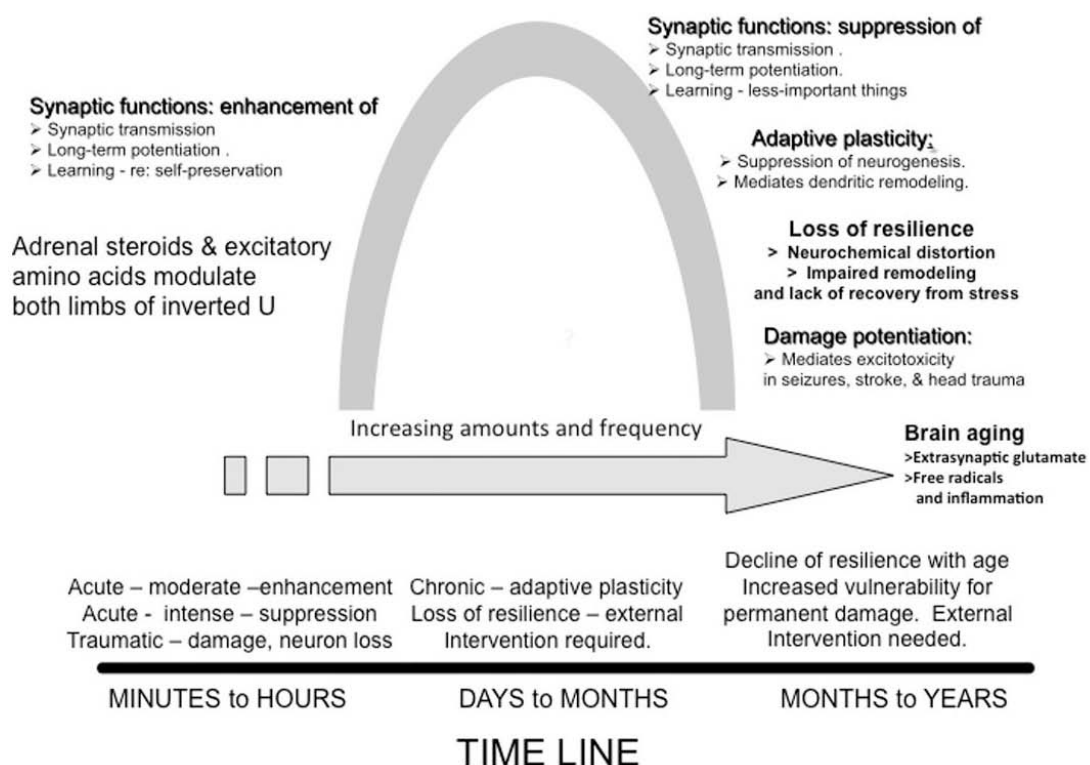 Synaptic functions: enhancement of
➢ Synaptic transmission
➢ Long-term potentiation .
➢ Learning - re: self-preservation
Adrenal steroids & excitatory
amino acids modulate
both limbs of inverted U
Synaptic functions: suppression of
➢ Synaptic transmission .
➢ Long-term potentiation.
➢ Learning - less-important things
Adaptive plasticity:
➢ Suppression of neurogenesis.
➢ Mediates dendritic remodeling.
Loss of resilience
> Neurochemical distortion
> Impaired remodeling
and lack of recovery from stress
Damage potentiation:
➢ Mediates excitotoxicity
in seizures, stroke, & head trauma
Increasing amounts and frequency
Brain aging
>Extrasynaptic glutamate
>Free radicals
and inflammation
Acute – moderate –enhancement
Acute - intense – suppression
Traumatic – damage, neuron loss
Chronic – adaptive plasticity
Loss of resilience – external
Intervention required.
Decline of resilience with age
Increased vulnerability for
permanent damage. External
Intervention needed.
MINUTES to HOURS
DAYS to MONTHS
MONTHS to YEARS
TIME LINE